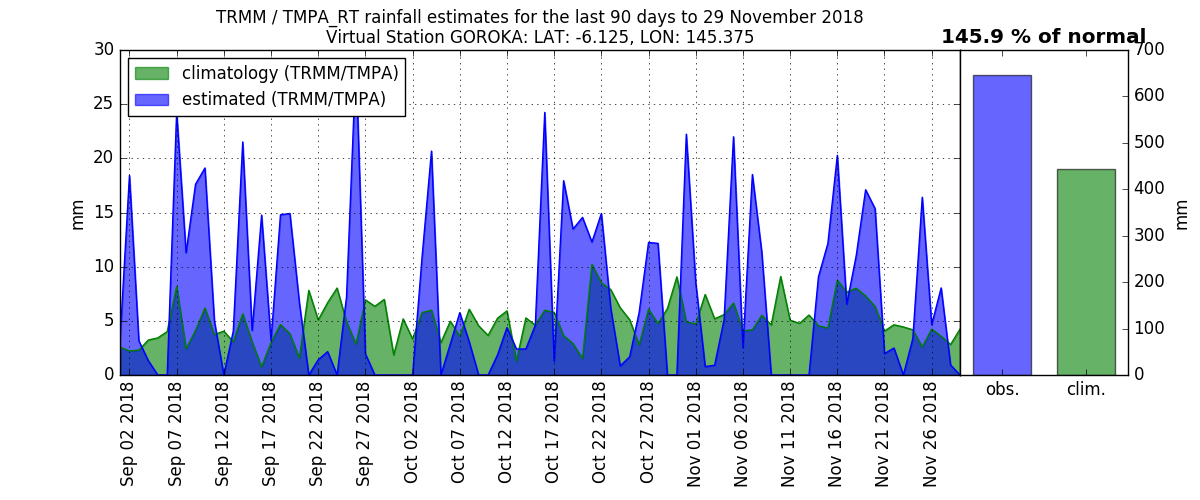 TRMM / TMPA_RT rainfall estimates for the last 90 days to 29 November 2018
Virtual Station GOROKA: LAT: -6.125, LON: 145.375
145.9 % of normal
climatology (TRMM/TMPA)
estimated (TRMM/TMPA)
30
25
20
15
10
5
0
mm
700
600
500
400
300
200
100
0
mm
Sep 02 2018
Sep 07 2018
Sep 12 2018
Sep 17 2018
Sep 22 2018
Sep 27 2018
Oct 02 2018
Oct 07 2018
Oct 12 2018
Oct 17 2018
Oct 22 2018
Oct 27 2018
Nov 01 2018
Nov 06 2018
Nov 11 2018
Nov 16 2018
Nov 21 2018
Nov 26 2018
obs.
clim.